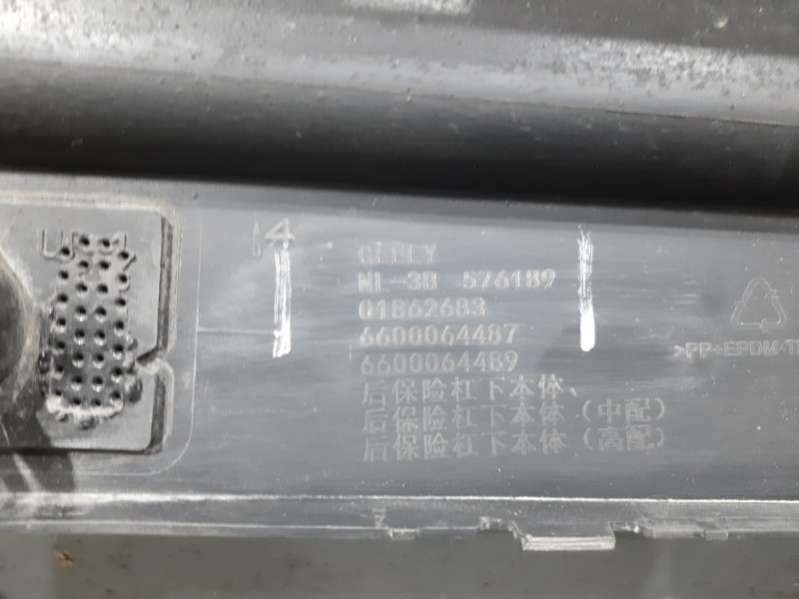 14
GEELY
NL-3B 576189
01862683
6600064487
6600064489
后保险杠下本体、
后保险杠下本体（中配）
后保险杠下本体（高配）
>PP+EPDM-T